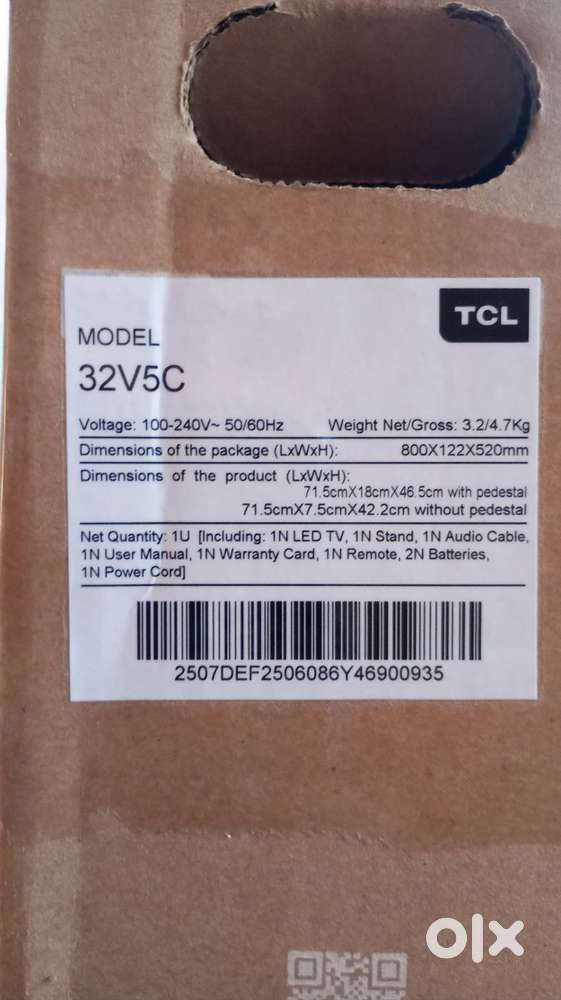 TCL
MODEL
32V5C
Voltage: 100-240V~ 50/60Hz Weight Net/Gross: 3.2/4.7Kg
Dimensions of the package (LxWxH): 800X122X520mm
Dimensions of the product (LxWxH):
71.5cmX18cmX46.5cm with pedestal
71.5cmX7.5cmX42.2cm without pedestal
Net Quantity: 1U [Including: 1N LED TV, 1N Stand, 1N Audio Cable,
1N User Manual, 1N Warranty Card, 1N Remote, 2N Batteries,
1N Power Cord]
2507DEF2506086Y46900935
olx